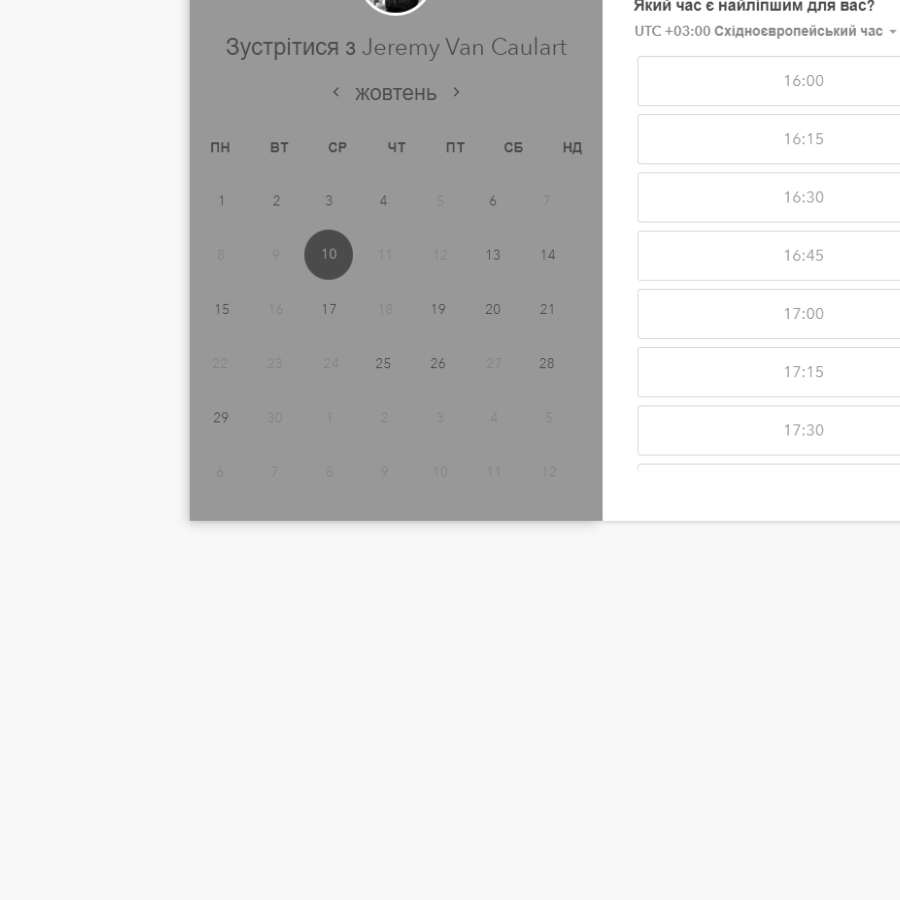 Зустрітися з Jeremy Van Caulart
жовтень
ПН ВТ СР ЧТ ПТ СБ НД
1 2 3 4 5 6 7
8 9 10 11 12 13 14
15 16 17 18 19 20 21
22 23 24 25 26 27 28
29 30 1 2 3 4 5
6 7 8 9 10 11 12
Який час є найліпшим для вас?
UTC +03:00 Східноєвропейський час
16:00
16:15
16:30
16:45
17:00
17:15
17:30